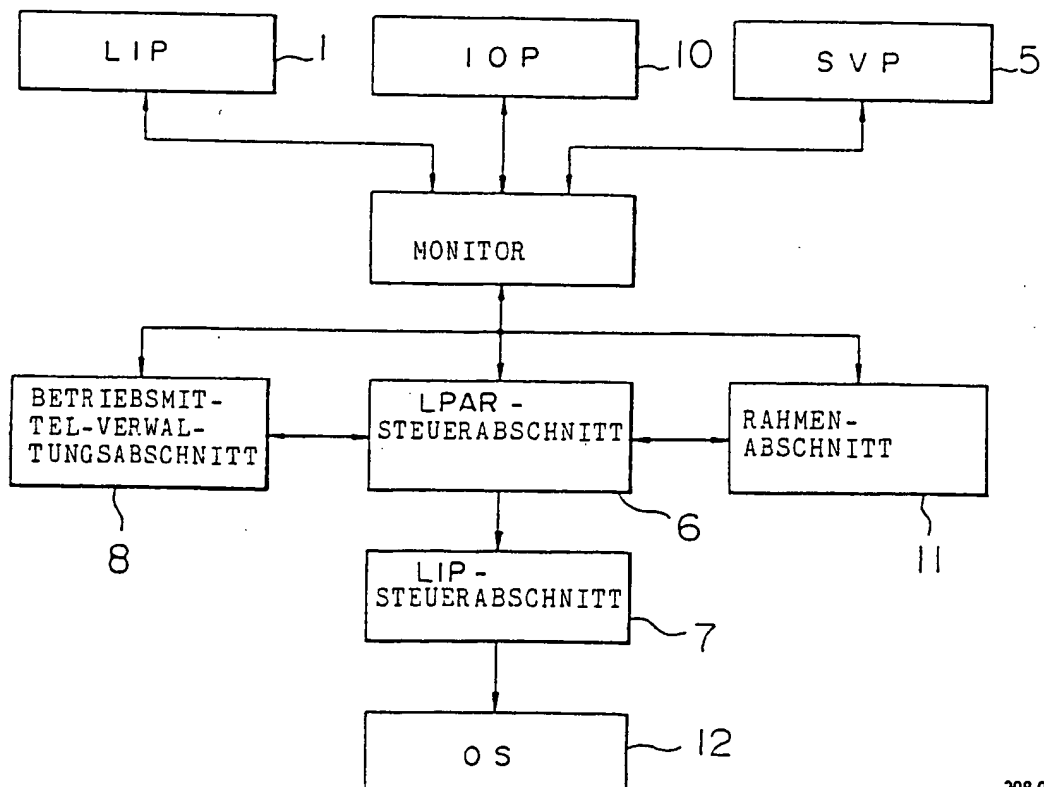 LIP
1
IOP
10
SVP
5
MONITOR
BETRIEBSMIT-
TEL-VERWAL-
TUNGSABSCHNITT
8
LPAR-
STEUERABSCHNITT
6
RAHMEN-
ABSCHNITT
11
LIP-
STEUERABSCHNITT
7
OS
12